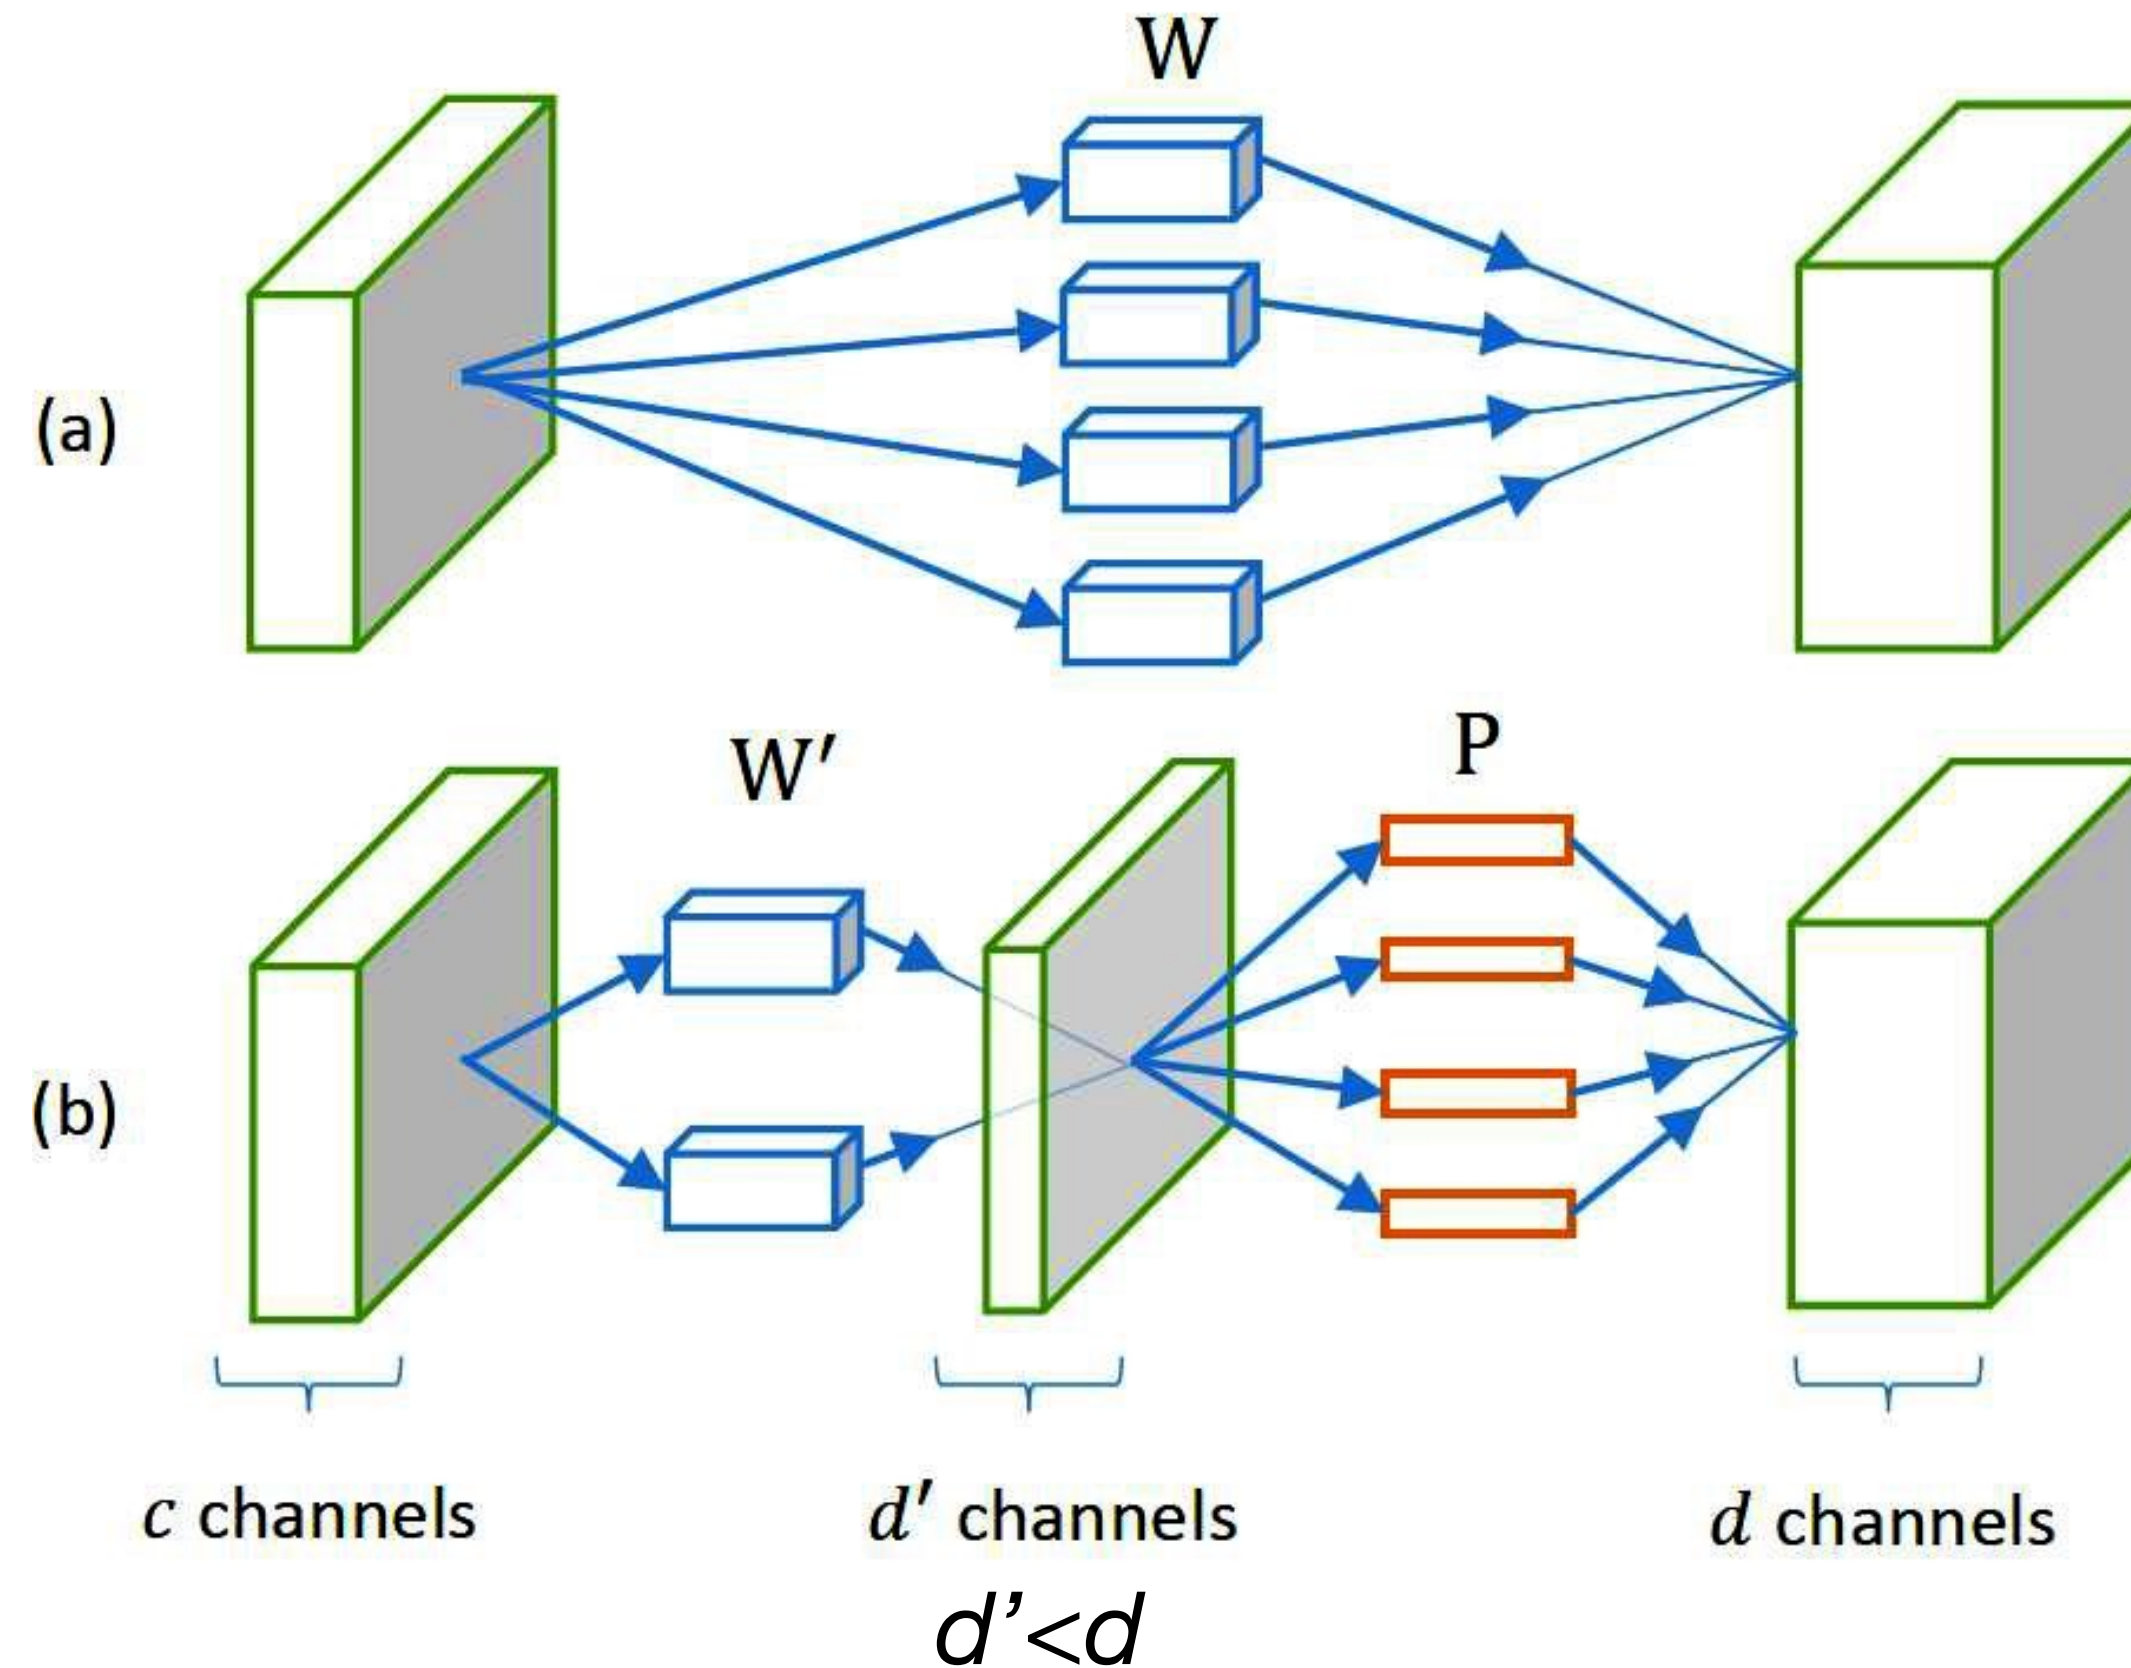 W
(a)
W′
P
(b)
c channels
d′ channels
d channels
d’<d